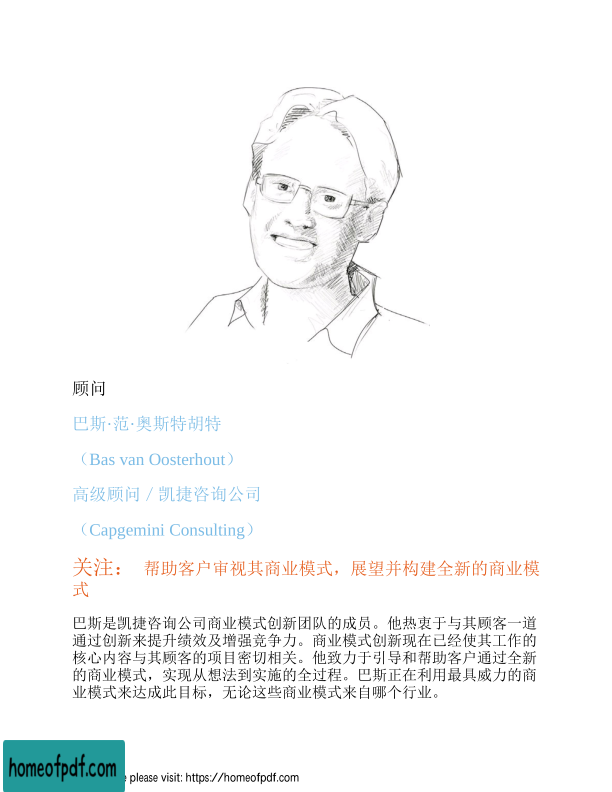 顾问
巴斯·范·奥斯特胡特
（Bas van Oosterhout）
高级顾问／凯捷咨询公司
（Capgemini Consulting）
关注： 帮助客户审视其商业模式，展望并构建全新的商业模
式
巴斯是凯捷咨询公司商业模式创新团队的成员。他热衷于与其顾客一道
通过创新来提升绩效及增强竞争力。商业模式创新现在已经使其工作的
核心内容与其顾客的项目密切相关。他致力于引导和帮助客户通过全新
的商业模式，实现从想法到实施的全过程。巴斯正在利用最具威力的商
业模式来达成此目标，无论这些商业模式来自哪个行业。
homeofpdf.com
please visit: https://homeofpdf.com